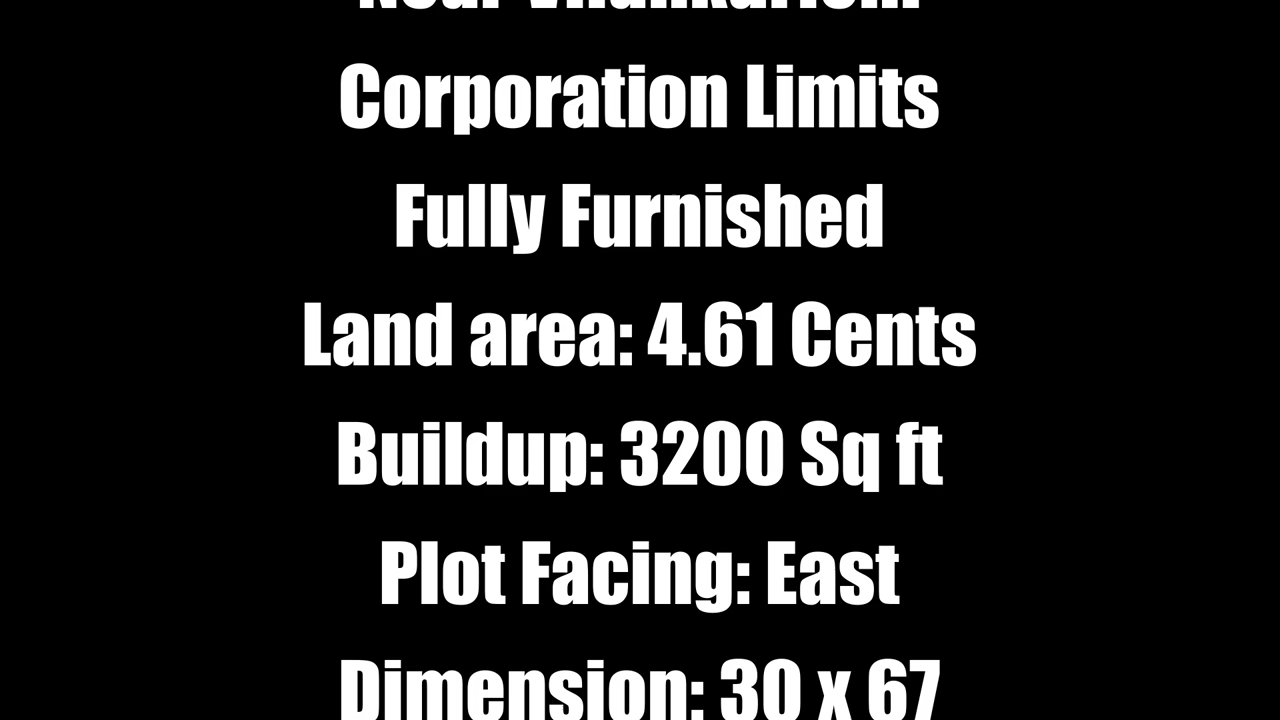 Near
Corporation Limits
Fully Furnished
Land area: 4.61 Cents
Buildup: 3200 Sq ft
Plot Facing: East
Dimension: 30 x 67